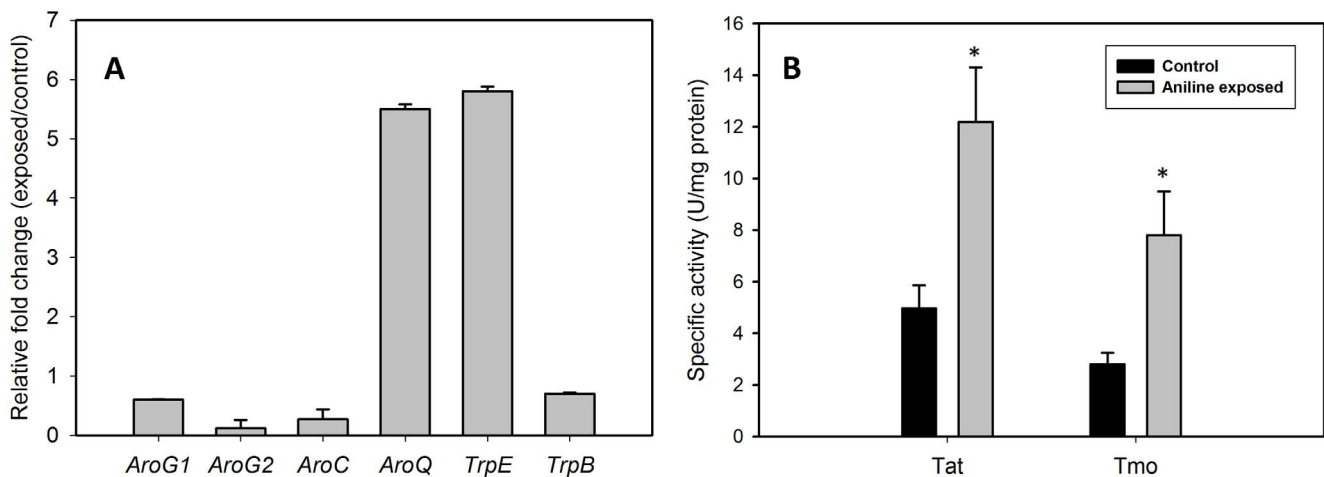 A
Relative fold change (exposed/control)
7
6
5
4
3
2
1
0
AroG1 AroG2 AroC AroQ TrpE TrpB
B
Specific activity (U/mg protein)
16
14
12
10
8
6
4
2
0
* *
Control
Aniline exposed
Tat Tmo